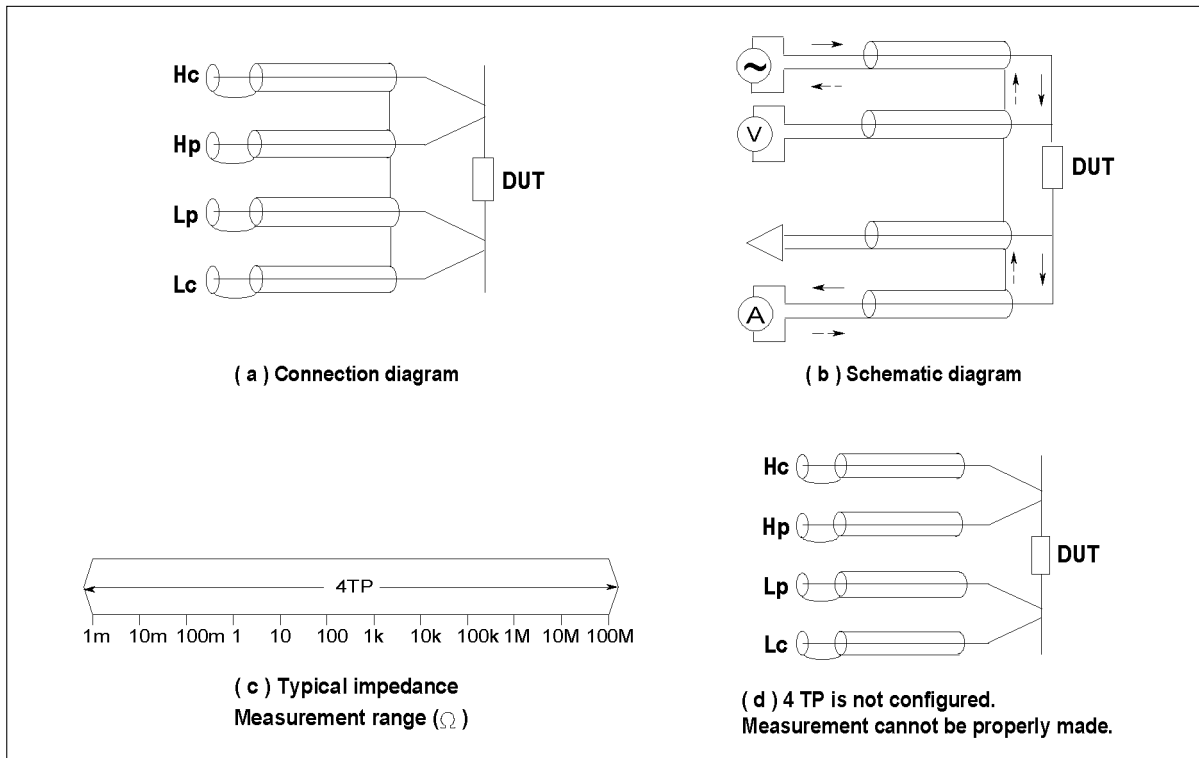 Hc
Hp
Lp
Lc
DUT
( a ) Connection diagram
~
V
A
DUT
( b ) Schematic diagram
4TP
1m 10m 100m 1 10 100 1k 10k 100k 1M 10M 100M
( c ) Typical impedance
Measurement range (Ω )
Hc
Hp
Lp
Lc
DUT
( d ) 4 TP is not configured.
Measurement cannot be properly made.